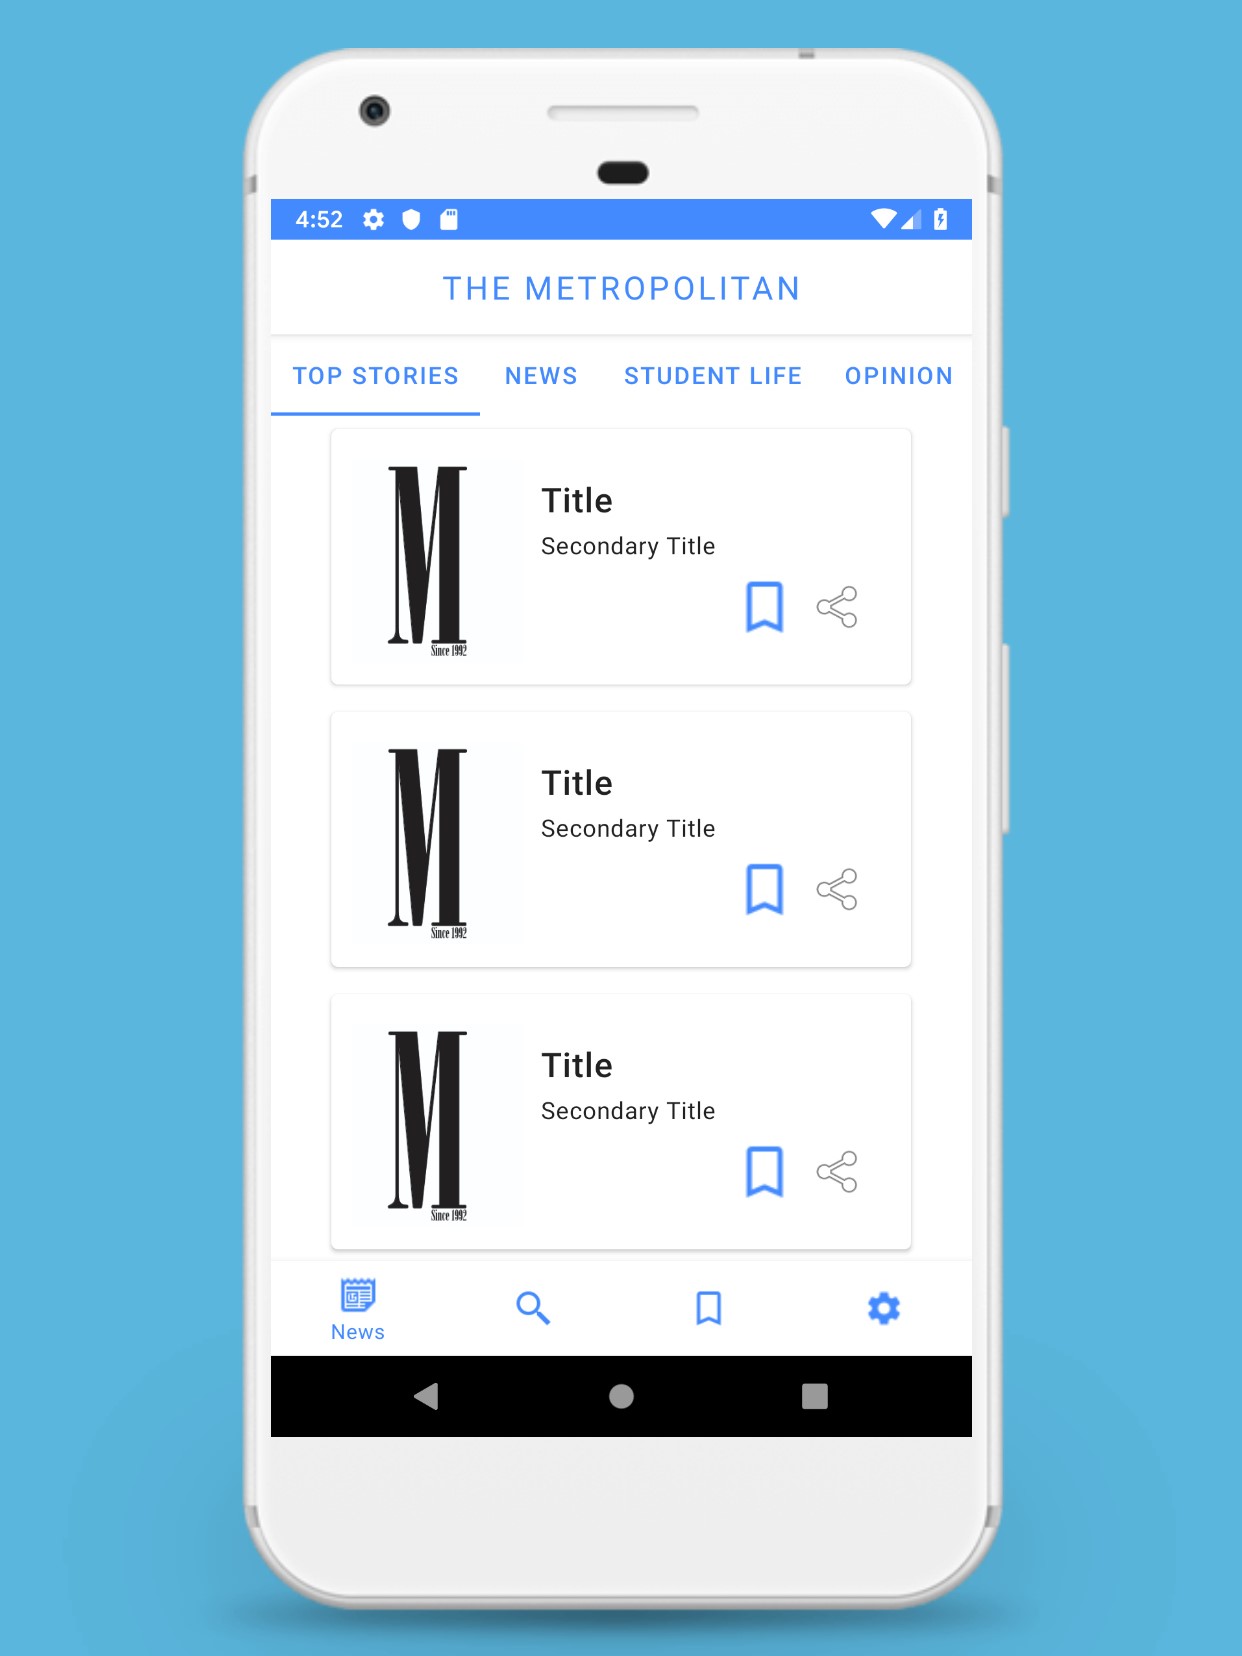 4:52
THE METROPOLITAN
TOP STORIES NEWS STUDENT LIFE OPINION
M
Since 1992
Title
Secondary Title
M
Since 1992
Title
Secondary Title
M
Since 1992
Title
Secondary Title
News